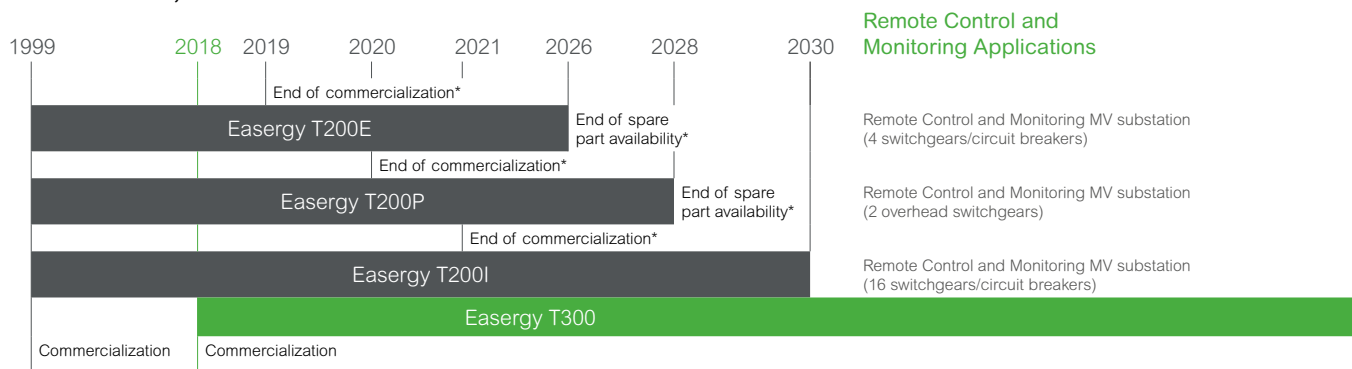 Remote Control and
Monitoring Applications
1999 2018 2019 2020 2021 2026 2028 2030
End of commercialization*
Easergy T200E
End of spare
part availability*
Remote Control and Monitoring MV substation
(4 switchgears/circuit breakers)
End of commercialization*
Easergy T200P
End of spare
part availability*
Remote Control and Monitoring MV substation
(2 overhead switchgears)
End of commercialization*
Easergy T200I
Remote Control and Monitoring MV substation
(16 switchgears/circuit breakers)
Easergy T300
Commercialization Commercialization